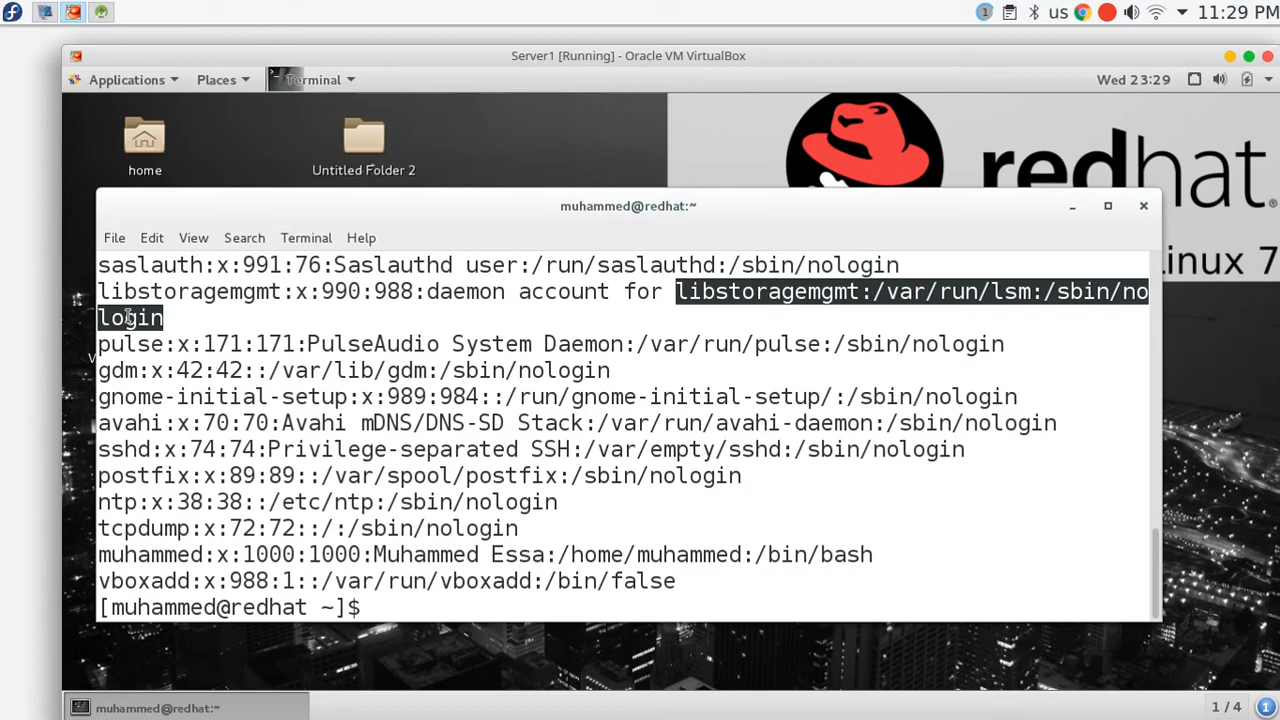 us
11:29 PM
1
Server1 [Running] - Oracle VM VirtualBox
Applications Places Terminal
Wed 23:29
home
Untitled Folder 2
redhat.
Linux 7
muhammed@redhat:~
File Edit View Search Terminal Help
saslauth:x:991:76:Saslauthd user:/run/saslauthd:/sbin/nologin
libstoragemgmt:x:990:988:daemon account for libstoragemgmt:/var/run/lsm:/sbin/no
login
pulse:x:171:171:PulseAudio System Daemon:/var/run/pulse:/sbin/nologin
gdm:x:42:42::/var/lib/gdm:/sbin/nologin
gnome-initial-setup:x:989:984::/run/gnome-initial-setup/:/sbin/nologin
avahi:x:70:70:Avahi mDNS/DNS-SD Stack:/var/run/avahi-daemon:/sbin/nologin
sshd:x:74:74:Privilege-separated SSH:/var/empty/sshd:/sbin/nologin
postfix:x:89:89::/var/spool/postfix:/sbin/nologin
ntp:x:38:38::/etc/ntp:/sbin/nologin
tcpdump:x:72:72::/:/sbin/nologin
muhammed:x:1000:1000:Muhammed Essa:/home/muhammed:/bin/bash
vboxadd:x:988:1::/var/run/vboxadd:/bin/false
[muhammed@redhat ~]$
muhammed@redhat:~
1 / 4
1